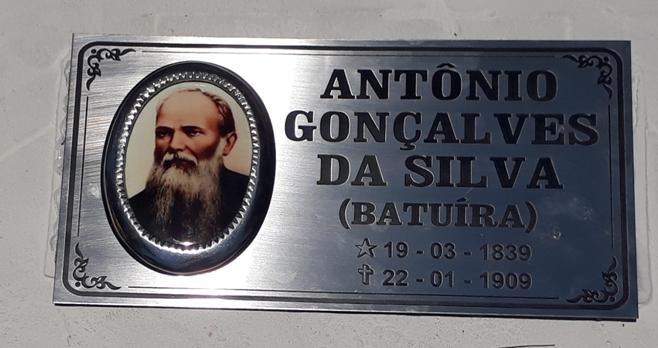 ANTÔNIO
GONÇALVES
DA SILVA
(BATUÍRA)
☆ 19 - 03 - 1839
✝ 22 - 01 - 1909